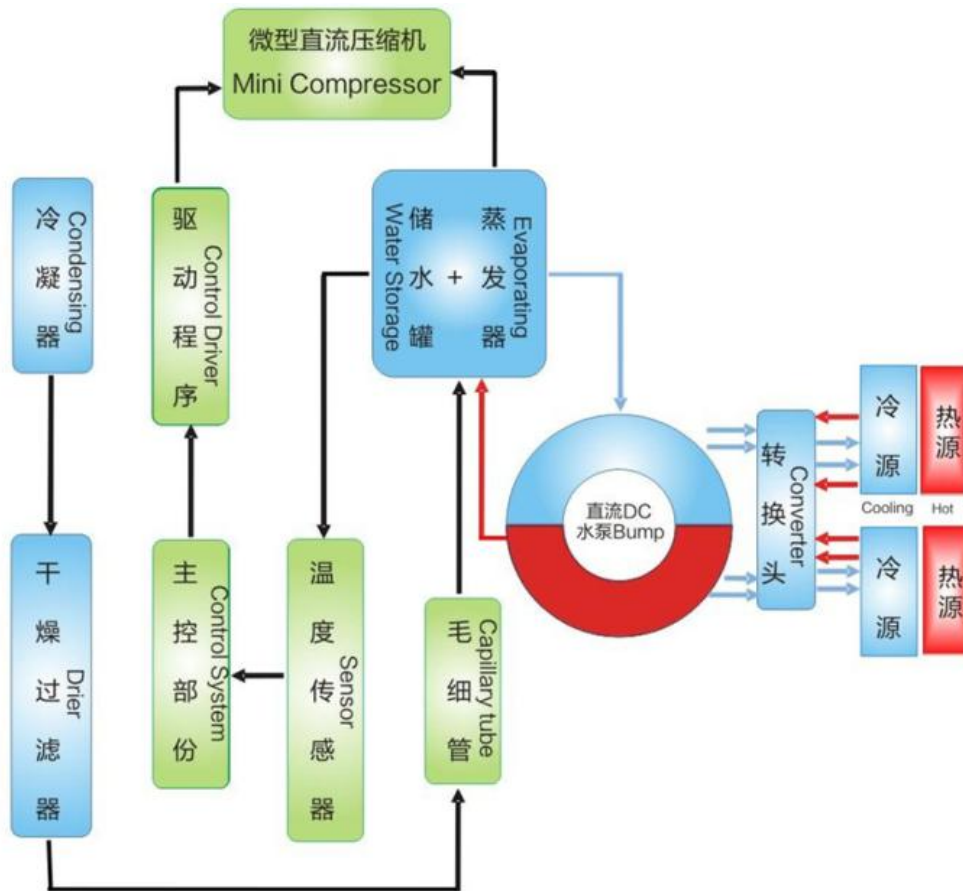 微型直流压缩机
Mini Compressor
冷凝器
Condensing
驱动程序
Control Driver
储水罐
Water Storage
+
蒸发器
Evaporating
干燥过滤器
Drier
主控部份
Control System
温度传感器
Sensor
毛细管
Capillary tube
直流DC
水泵Bump
转换头
Converter
冷源
热源
Cooling
Hot
冷源
热源